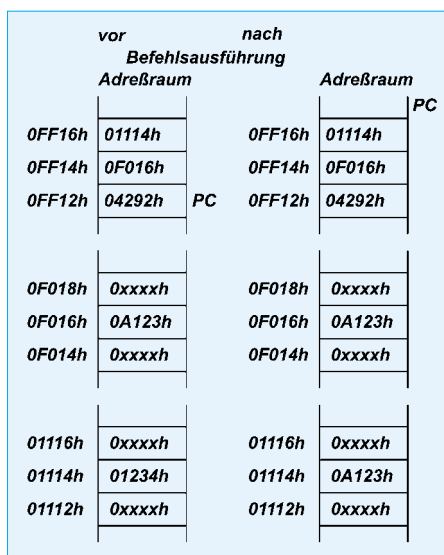 vor nach
Befehlsausführung
Adreßraum Adreßraum
PC
0FF16h 01114h 0FF16h 01114h
0FF14h 0F016h 0FF14h 0F016h
0FF12h 04292h PC 0FF12h 04292h
0F018h 0xxxxh 0F018h 0xxxxh
0F016h 0A123h 0F016h 0A123h
0F014h 0xxxxh 0F014h 0xxxxh
01116h 0xxxxh 01116h 0xxxxh
01114h 01234h 01114h 0A123h
01112h 0xxxxh 01112h 0xxxxh